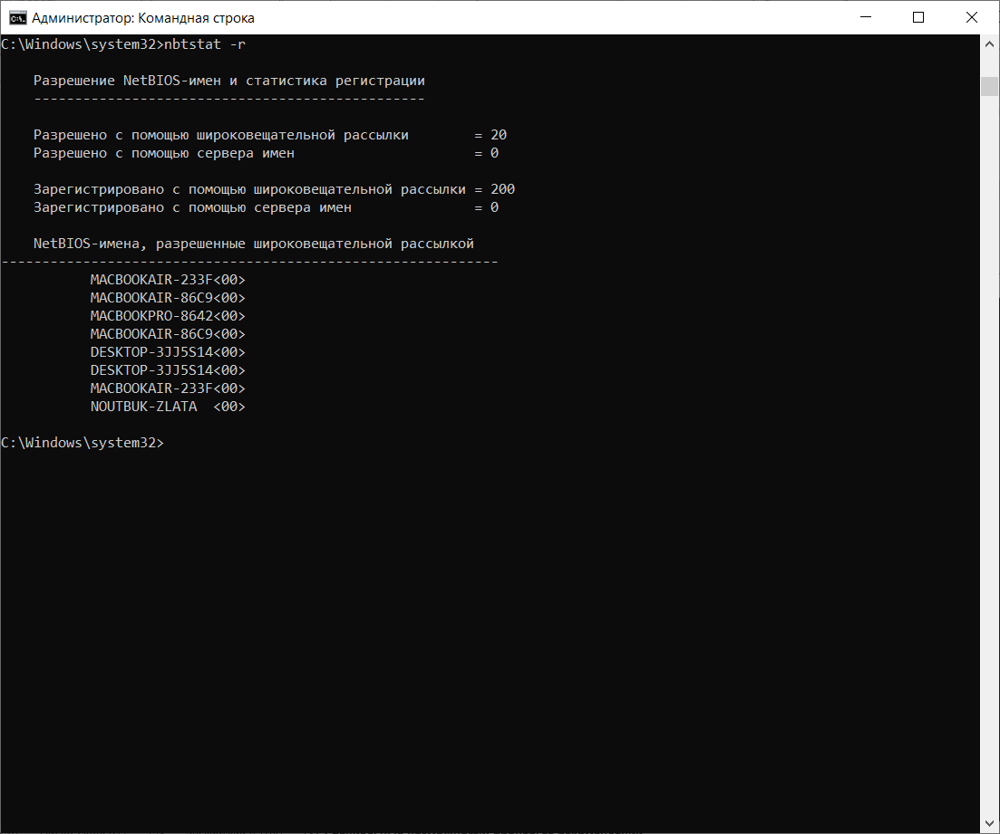 Администратор: Командная строка
C:\Windows\system32>nbtstat -r
Разрешение NetBIOS-имен и статистика регистрации
------------------------------------------------
Разрешено с помощью широковещательной рассылки        = 20
Разрешено с помощью сервера имен                      = 0
Зарегистрировано с помощью широковещательной рассылки = 200
Зарегистрировано с помощью сервера имен               = 0
NetBIOS-имена, разрешенные широковещательной рассылкой
-------------------------------------------------------------
MACBOOKAIR-233F<00>
MACBOOKAIR-86C9<00>
MACBOOKPRO-8642<00>
MACBOOKAIR-86C9<00>
DESKTOP-3JJ5S14<00>
DESKTOP-3JJ5S14<00>
MACBOOKAIR-233F<00>
NOUTBUK-ZLATA  <00>
C:\Windows\system32>